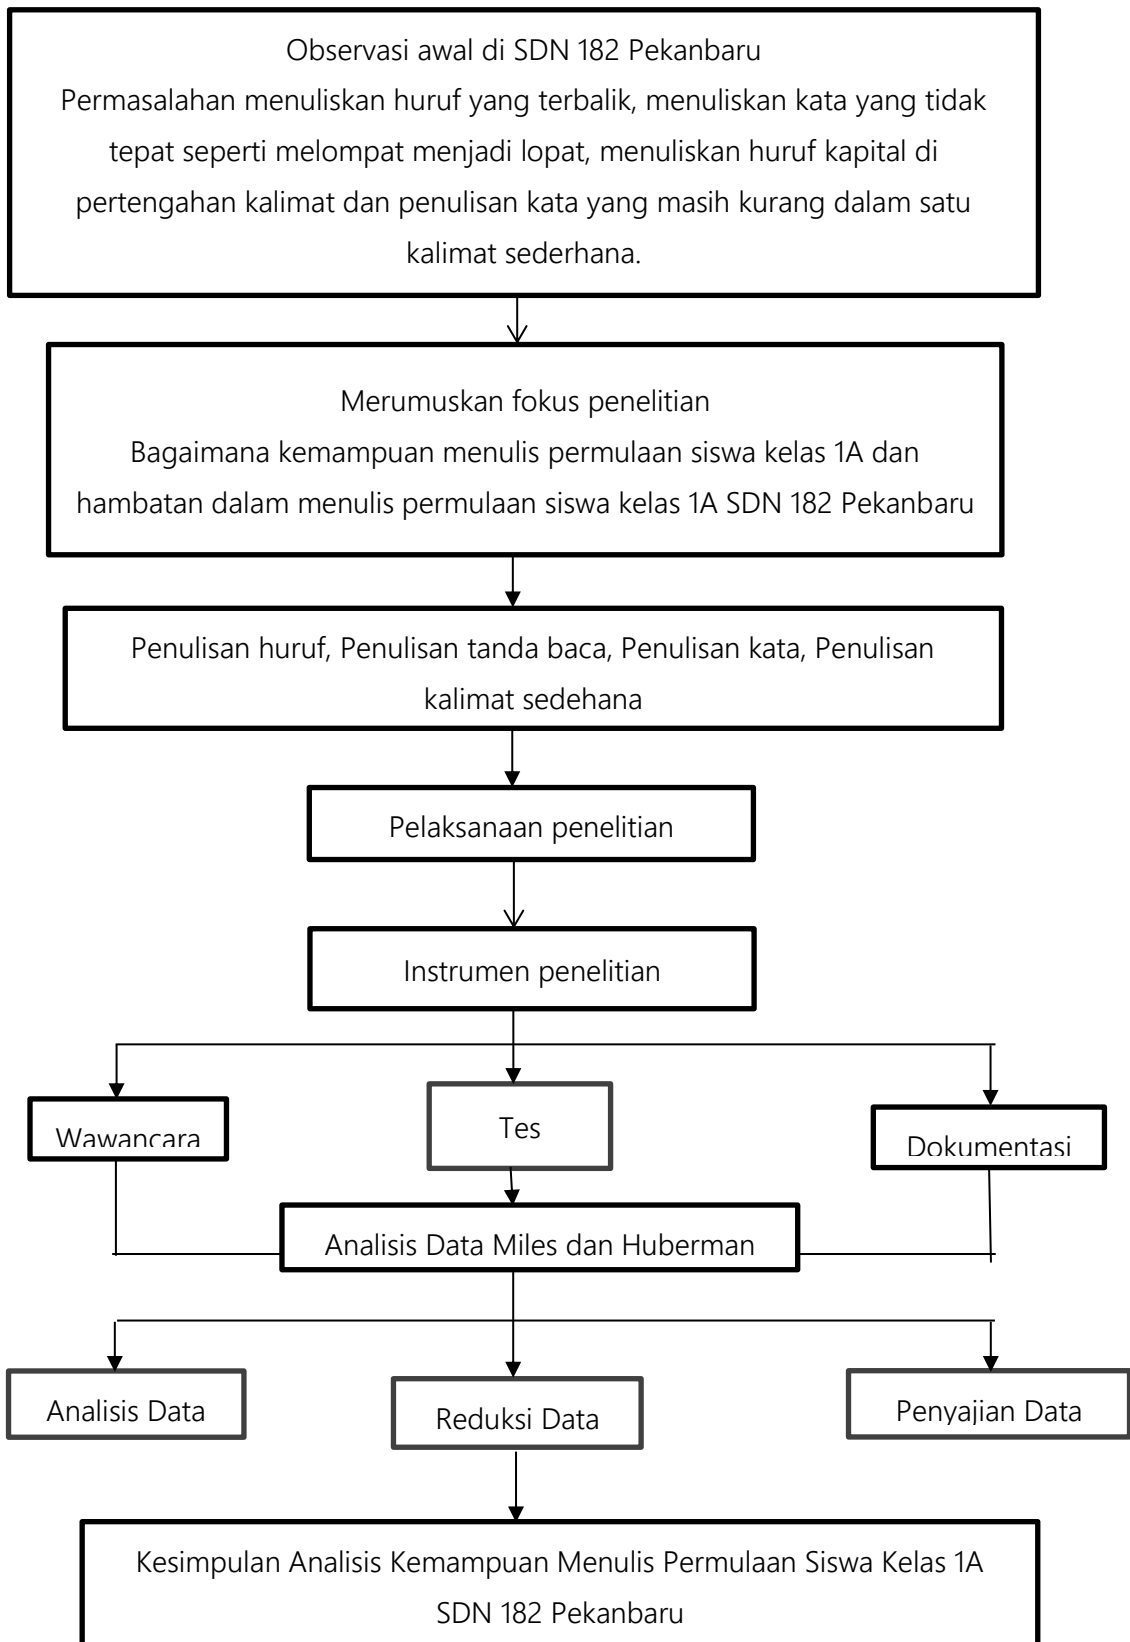 Observasi awal di SDN 182 Pekanbaru
Permasalahan menuliskan huruf yang terbalik, menuliskan kata yang tidak
tepat seperti melompat menjadi lopat, menuliskan huruf kapital di
pertengahan kalimat dan penulisan kata yang masih kurang dalam satu
kalimat sederhana.
Merumuskan fokus penelitian
Bagaimana kemampuan menulis permulaan siswa kelas 1A dan
hambatan dalam menulis permulaan siswa kelas 1A SDN 182 Pekanbaru
Penulisan huruf, Penulisan tanda baca, Penulisan kata, Penulisan
kalimat sedehana
Pelaksanaan penelitian
Instrumen penelitian
Wawancara
Tes
Dokumentasi
Analisis Data Miles dan Huberman
Analisis Data
Reduksi Data
Penyajian Data
Kesimpulan Analisis Kemampuan Menulis Permulaan Siswa Kelas 1A
SDN 182 Pekanbaru